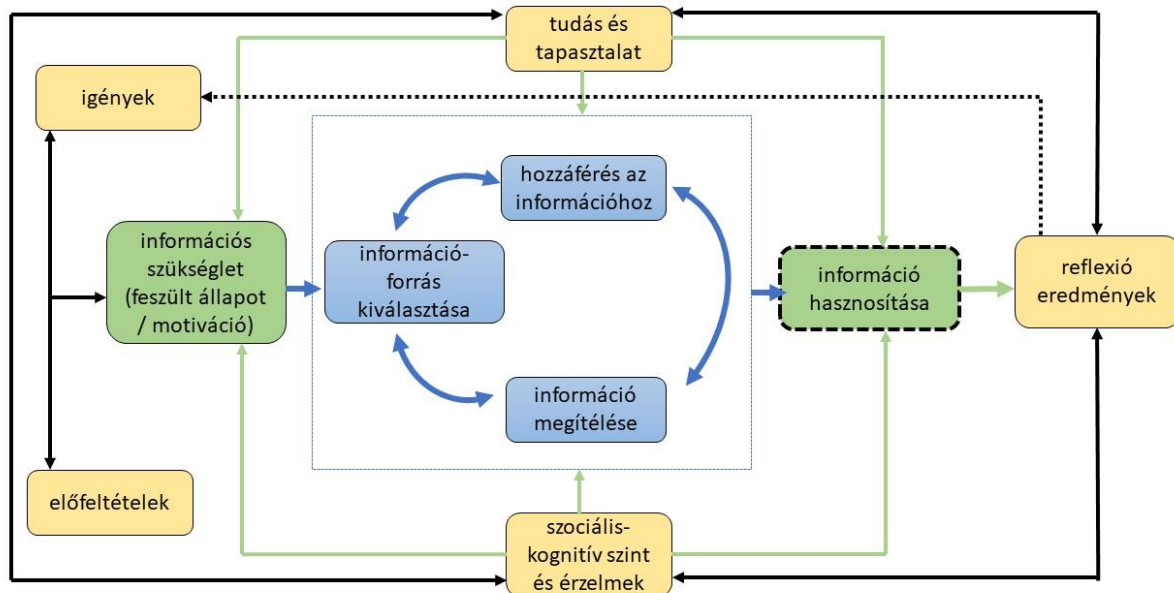 tudás és
tapasztalat
igények
hozzáférés az
információhoz
információs
szükséglet
(feszült állapot
/ motiváció)
információ-
forrás
kiválasztása
információ
hasznosítása
reflexió
eredmények
információ
megítélése
előfeltételek
szociális-
kognitív szint
és érzelmek